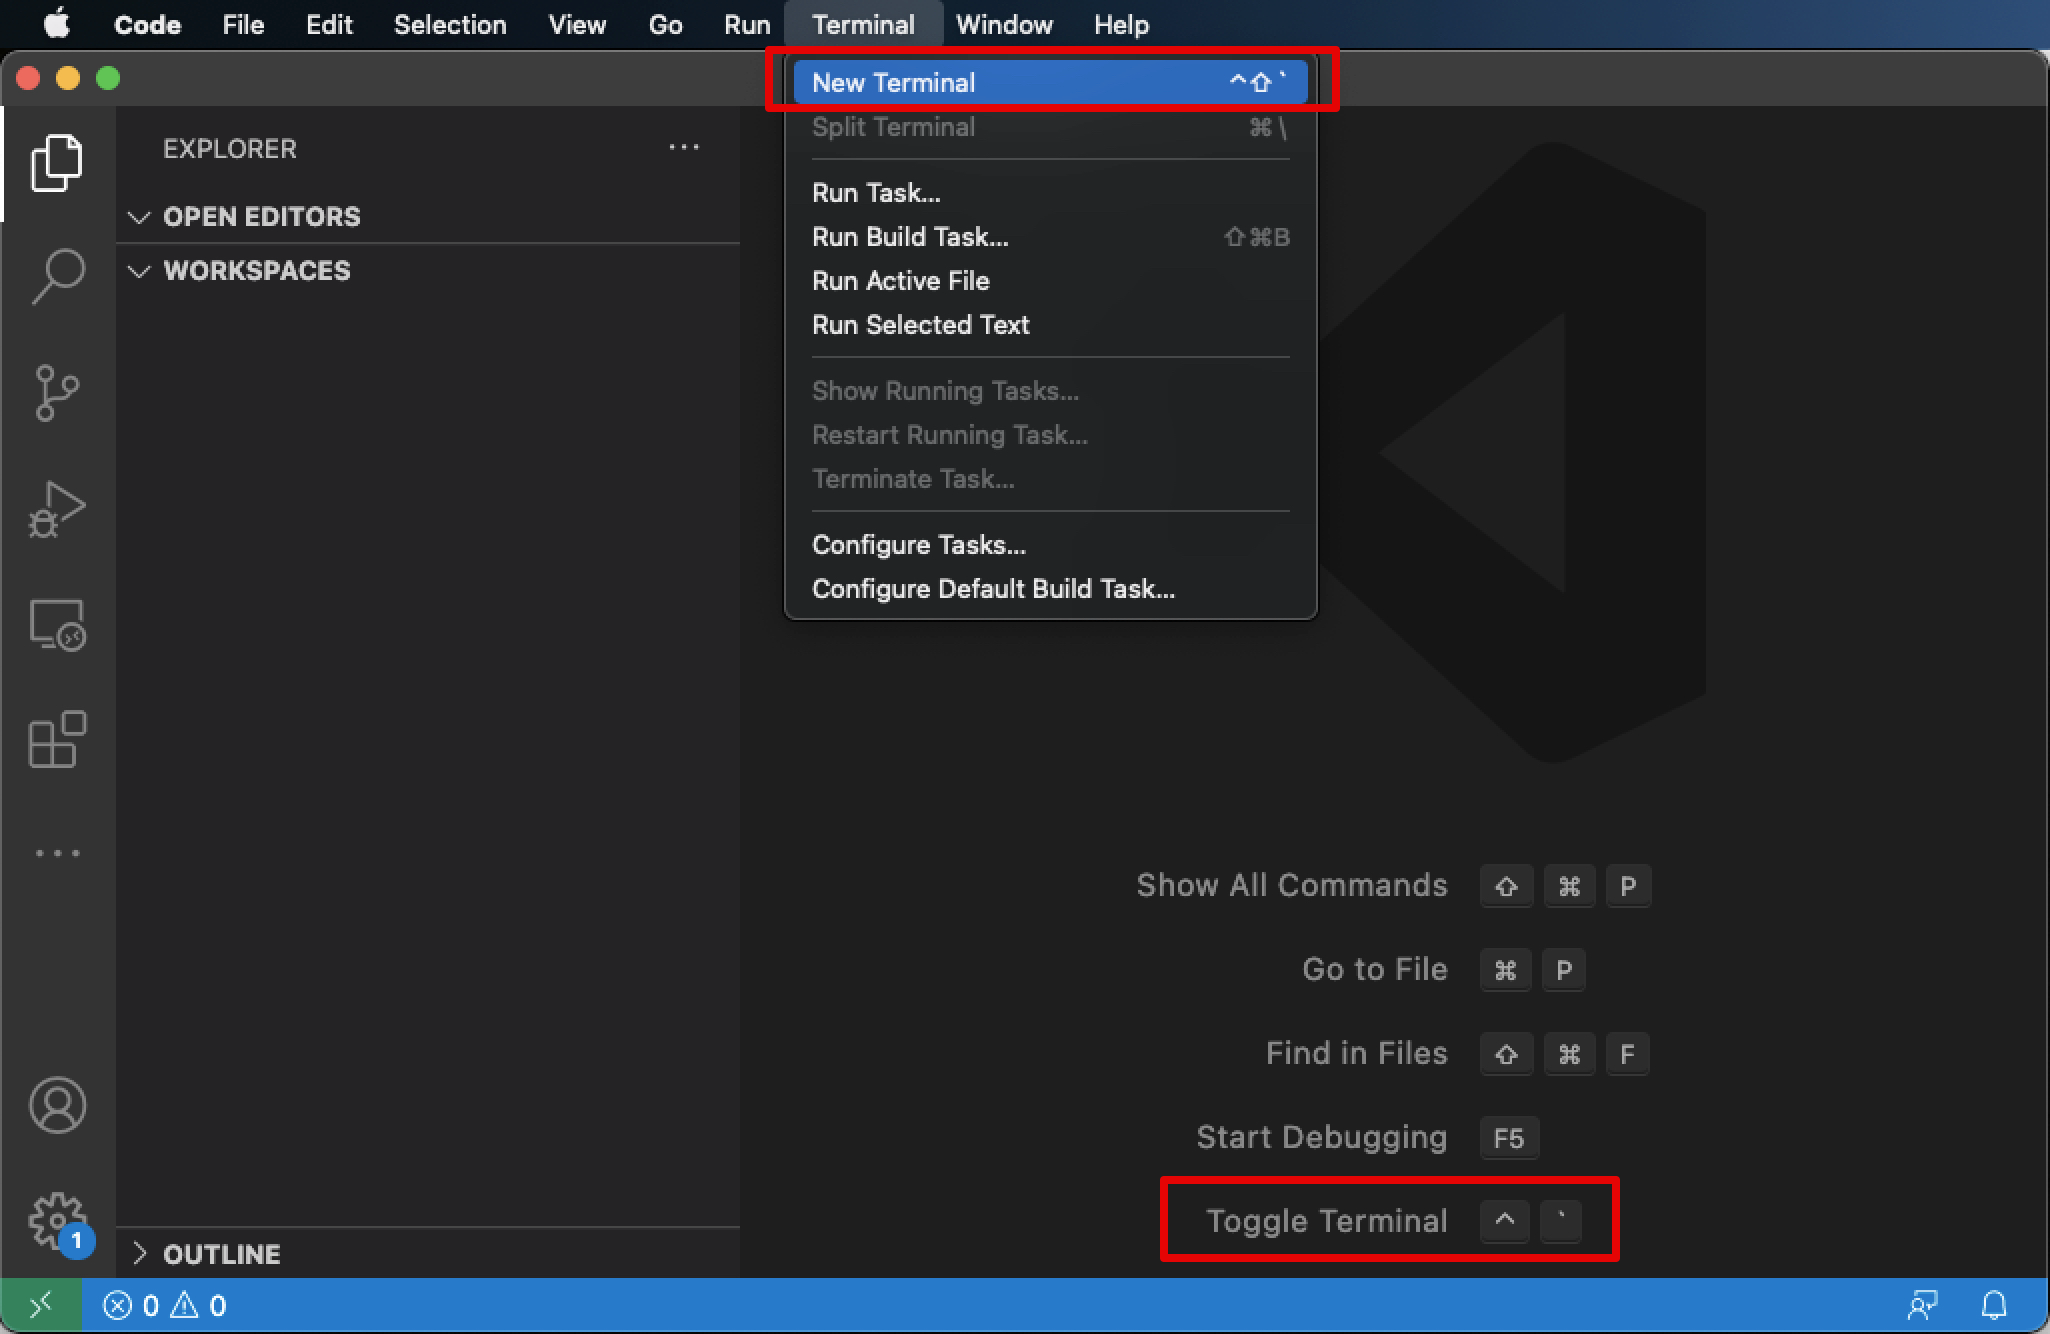 Code File Edit Selection View Go Run Terminal Window Help
New Terminal ^⇧`
Split Terminal ⌘\
Run Task...
Run Build Task... ⇧⌘B
Run Active File
Run Selected Text
Show Running Tasks...
Restart Running Task...
Terminate Task...
Configure Tasks...
Configure Default Build Task...
EXPLORER ...
OPEN EDITORS
WORKSPACES
Show All Commands ⇧ ⌘ P
Go to File ⌘ P
Find in Files ⇧ ⌘ F
Start Debugging F5
Toggle Terminal ^ `
1
OUTLINE
0 0